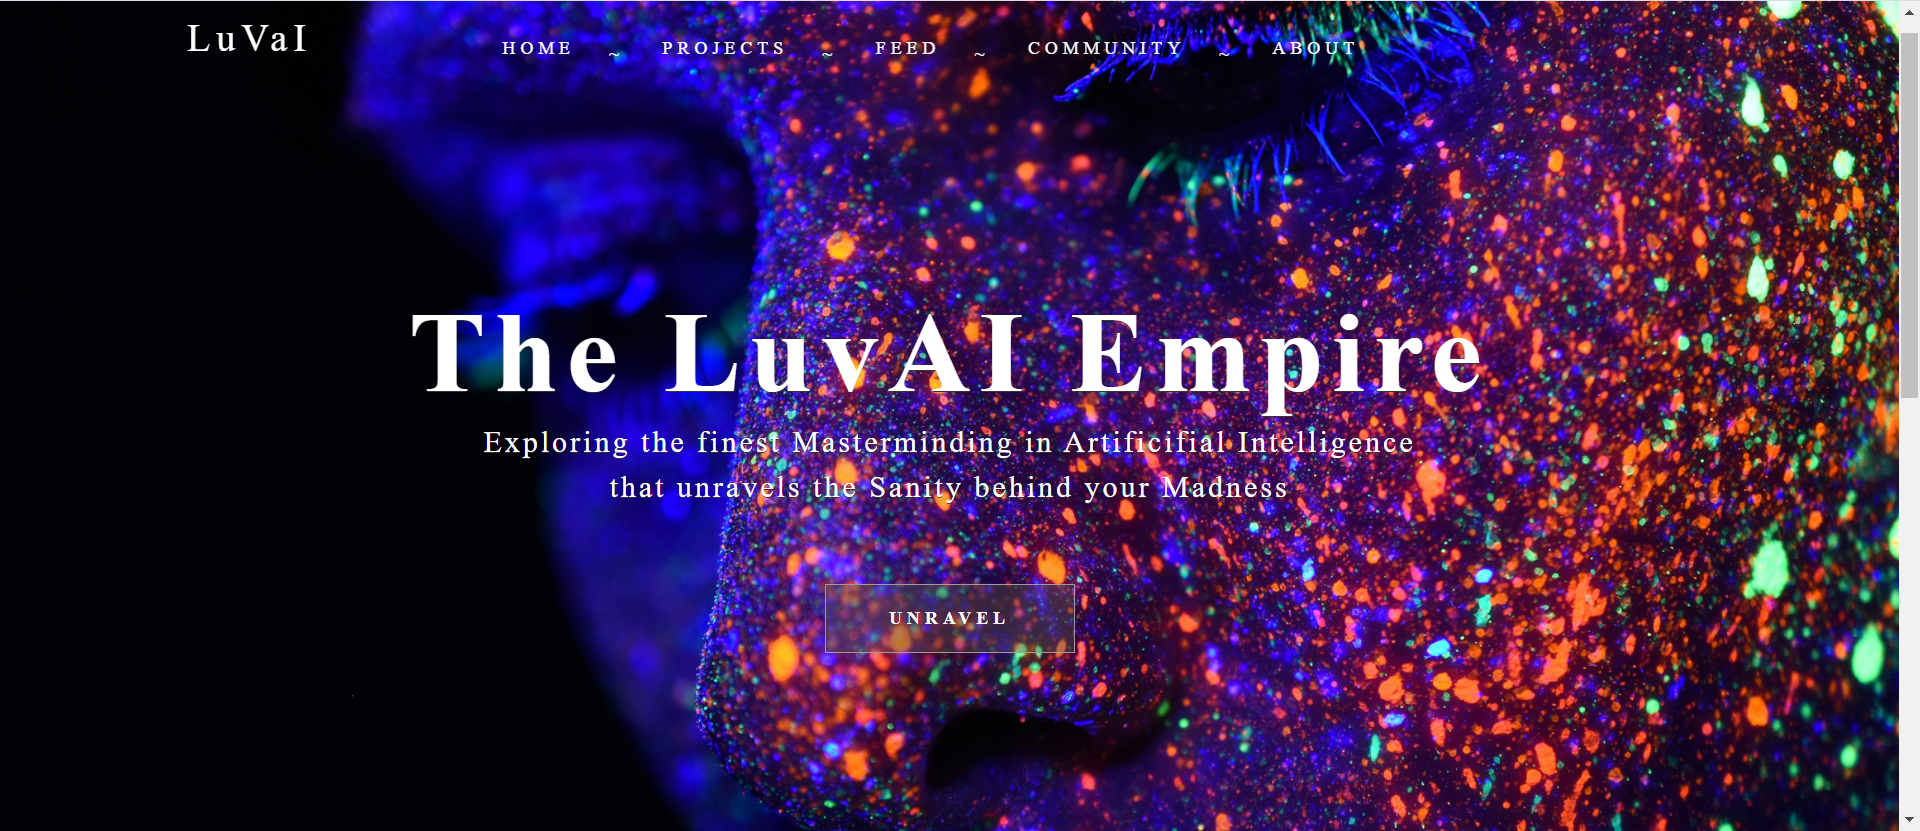 LuVaI
HOME ~ PROJECTS ~ FEED ~ COMMUNITY ~ ABOUT
The LuvAI Empire
Exploring the finest Masterminding in Artificifial Intelligence
that unravels the Sanity behind your Madness
UNRAVEL